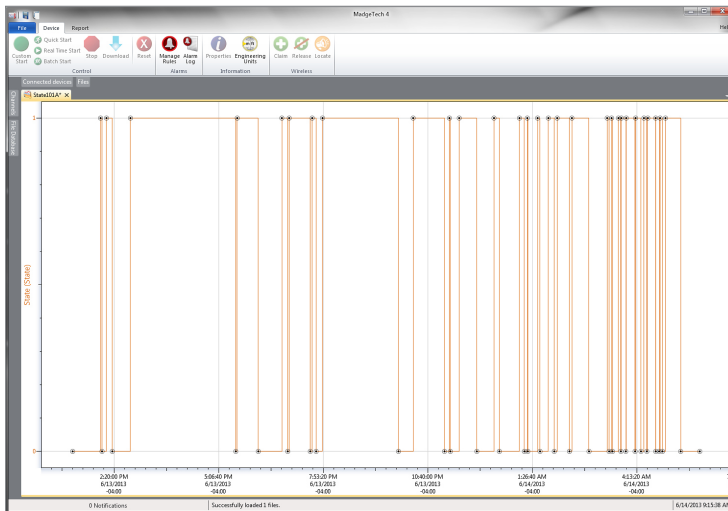 MadgeTech 4
File Device Report
Hel
Custom Start
Quick Start
Real Time Start
Batch Start
Stop
Download
Reset
Manage Rules
Alarm Log
Properties
Engineering Units
Claim
Release
Locate
Control
Alarms
Information
Wireless
Connected devices Files
Channels
File Database
State101A* X
1
State (State)
0
2:20:00 PM
6/13/2013
-04:00
5:06:40 PM
6/13/2013
-04:00
7:53:20 PM
6/13/2013
-04:00
10:40:00 PM
6/13/2013
-04:00
1:26:40 AM
6/14/2013
-04:00
4:13:20 AM
6/14/2013
-04:00
0 Notifications
Successfully loaded 1 files.
6/14/2013 9:15:38 AM